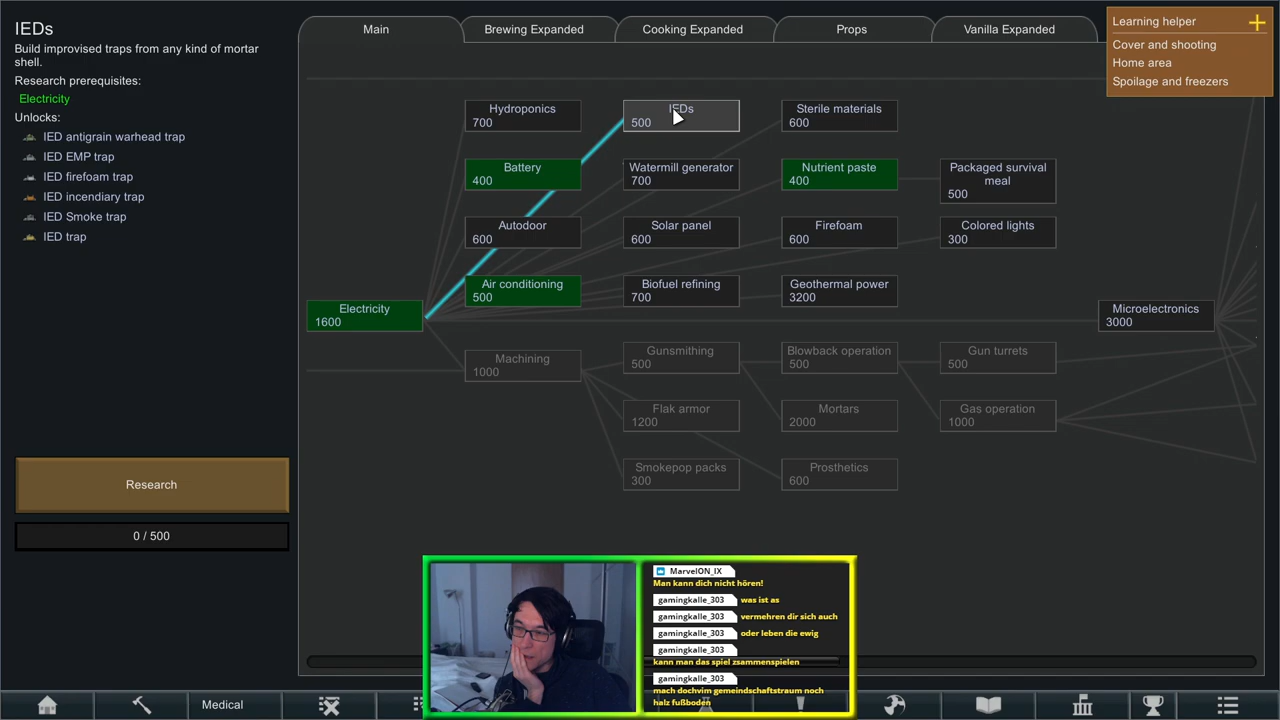 IEDs
Build improvised traps from any kind of mortar
shell.
Research prerequisites:
Electricity
Unlocks:
IED antigrain warhead trap
IED EMP trap
IED firefoam trap
IED incendiary trap
IED Smoke trap
IED trap
Research
0 / 500
Main
Brewing Expanded
Cooking Expanded
Props
Vanilla Expanded
Learning helper
Cover and shooting
Home area
Spoilage and freezers
Hydroponics
700
IEDs
500
Sterile materials
600
Battery
400
Watermill generator
700
Nutrient paste
400
Packaged survival
meal
500
Autodoor
600
Solar panel
600
Firefoam
600
Colored lights
300
Air conditioning
500
Biofuel refining
700
Geothermal power
3200
Electricity
1600
Microelectronics
3000
Machining
1000
Gunsmithing
500
Blowback operation
500
Gun turrets
500
Flak armor
1200
Mortars
2000
Gas operation
1000
Smokepop packs
300
Prosthetics
600
MarvelON_IX
Man kann dich nicht hören!
gamingkalle_303 was ist as
gamingkalle_303 vermehren dir sich auch
gamingkalle_303 oder leben die ewig
gamingkalle_303
kann man das spiel zsammenspielen
gamingkalle_303
mach dochvim gemeindschaftstraum noch
halz fußboden
Medical